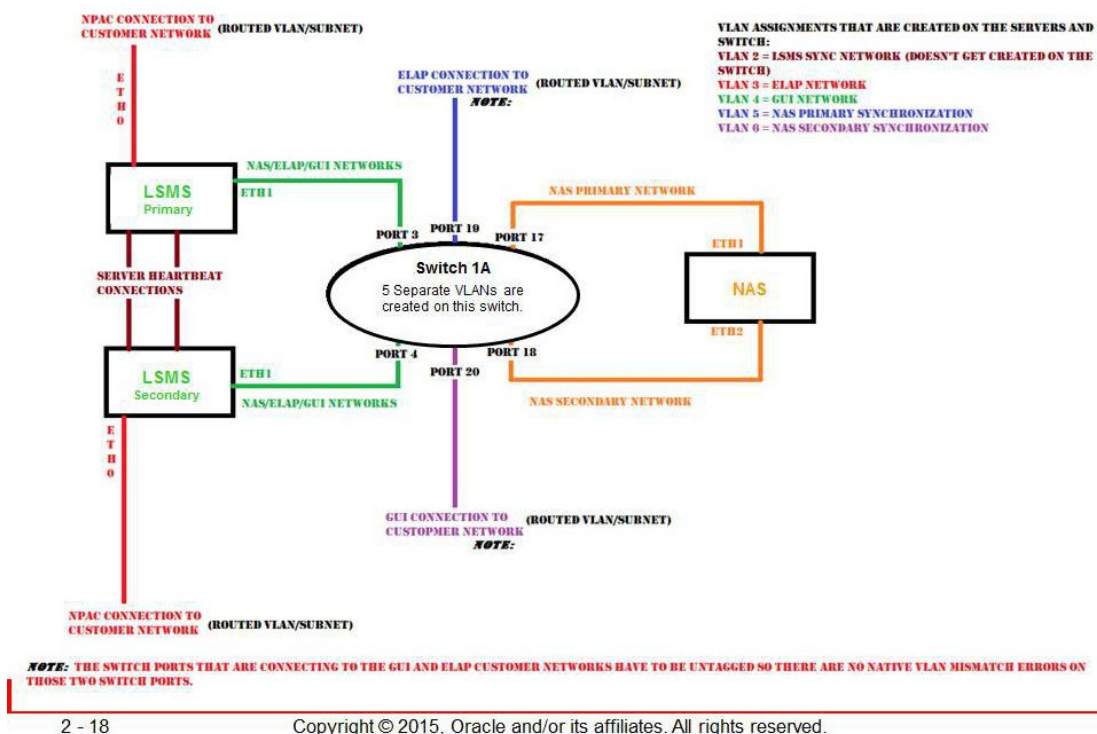 NPAC CONNECTION TO
CUSTOMER NETWORK (ROUTED VLAN/SUBNET)
VLAN ASSIGNMENTS THAT ARE CREATED ON THE SERVERS AND
SWITCH:
VLAN 2 = LSMS SYNC NETWORK (DOESN'T GET CREATED ON THE
SWITCH)
VLAN 3 = ELAP NETWORK
VLAN 4 = GUI NETWORK
VLAN 5 = NAS PRIMARY SYNCHRONIZATION
VLAN 6 = NAS SECONDARY SYNCHRONIZATION
ELAP CONNECTION TO
CUSTOMER NETWORK (ROUTED VLAN/SUBNET)
NOTE:
E
T
H
0
NAS/ELAP/GUI NETWORKS
ETH1
LSMS
Primary
NAS PRIMARY NETWORK
PORT 3
PORT 19
PORT 17
ETH1
Switch 1A
5 Separate VLANs are
created on this switch.
SERVER HEARTBEAT
CONNECTIONS
NAS
ETH2
PORT 4
PORT 18
PORT 20
LSMS
Secondary
ETH1
NAS/ELAP/GUI NETWORKS
NAS SECONDARY NETWORK
E
T
H
0
GUI CONNECTION TO
CUSTOPMER NETWORK (ROUTED VLAN/SUBNET)
NOTE:
NPAC CONNECTION TO
CUSTOMER NETWORK (ROUTED VLAN/SUBNET)
NOTE: THE SWITCH PORTS THAT ARE CONNECTING TO THE GUI AND ELAP CUSTOMER NETWORKS HAVE TO BE UNTAGGED SO THERE ARE NO NATIVE VLAN MISMATCH ERRORS ON
THOSE TWO SWITCH PORTS.
2 - 18
Copyright © 2015, Oracle and/or its affiliates. All rights reserved.